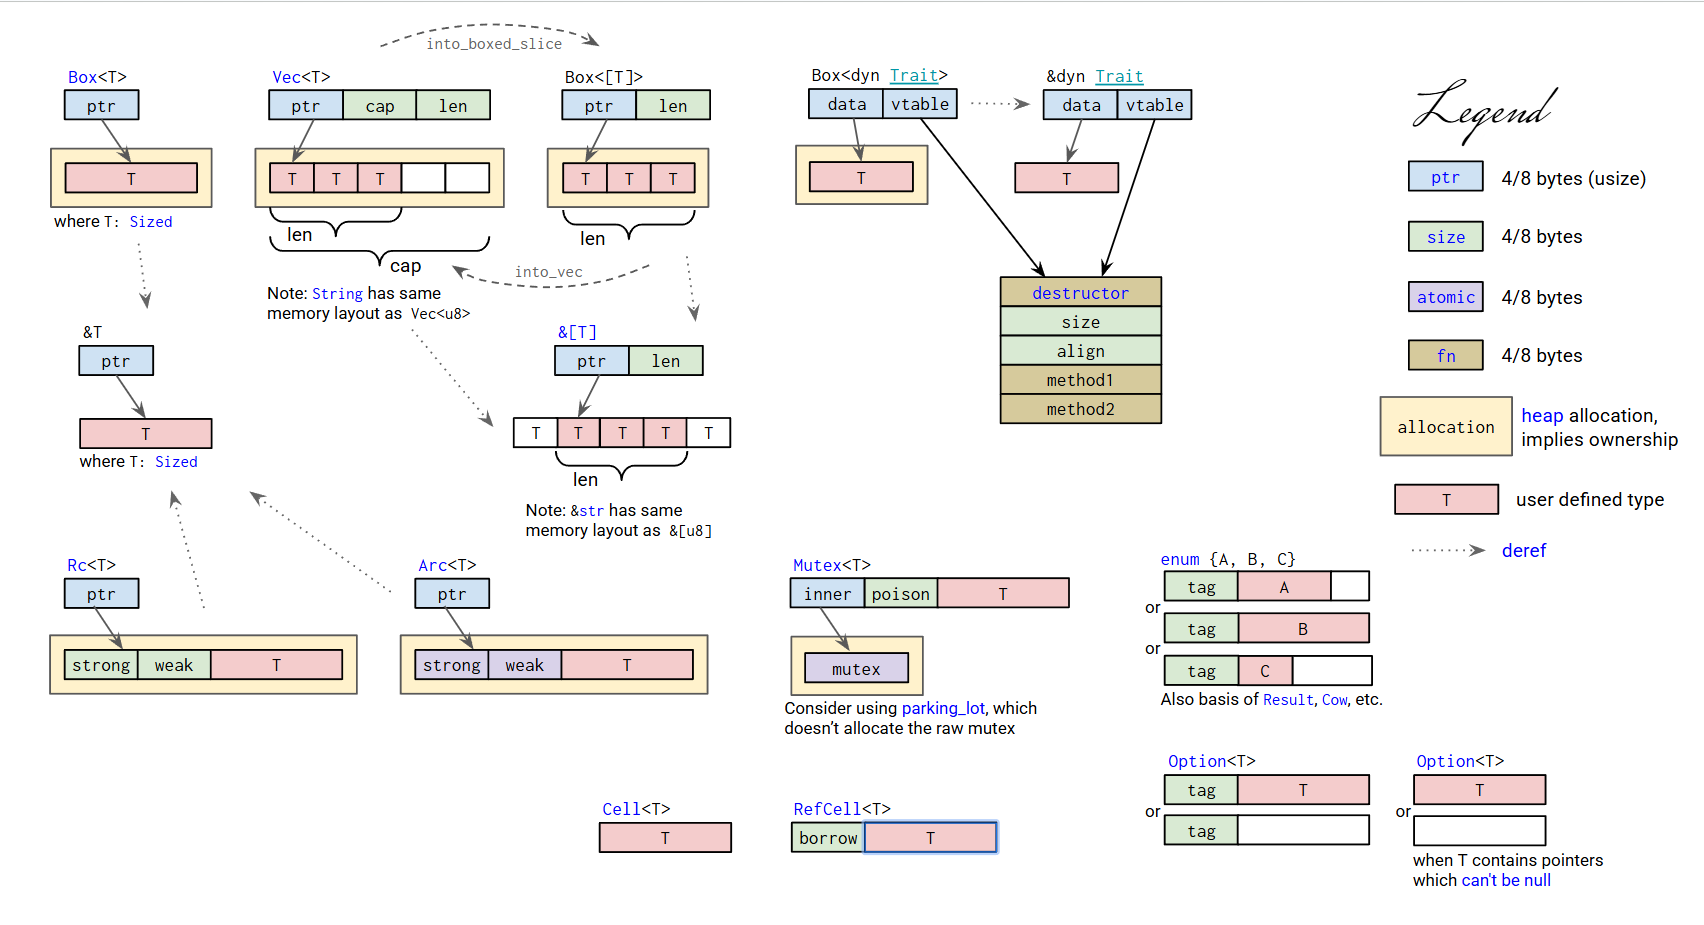 into_boxed_slice
Box<T>
ptr
T
where T: Sized
Vec<T>
ptr cap len
T T T
len
cap
Note: String has same
memory layout as Vec<u8>
Box<[T]>
ptr len
T T T
len
into_vec
Box<dyn Trait>
data vtable
T
&dyn Trait
data vtable
T
destructor
size
align
method1
method2
&T
ptr
T
where T: Sized
&[T]
ptr len
T T T T T
len
Note: &str has same
memory layout as &[u8]
Rc<T>
ptr
strong weak T
Arc<T>
ptr
strong weak T
Mutex<T>
inner poison T
mutex
Consider using parking_lot, which
doesn’t allocate the raw mutex
enum {A, B, C}
tag A
or
tag B
or
tag C
Also basis of Result, Cow, etc.
Cell<T>
T
RefCell<T>
borrow T
Option<T>
tag T
or
tag
Option<T>
T
or
when T contains pointers
which can't be null
Legend
ptr 4/8 bytes (usize)
size 4/8 bytes
atomic 4/8 bytes
fn 4/8 bytes
allocation
heap allocation,
implies ownership
T user defined type
deref